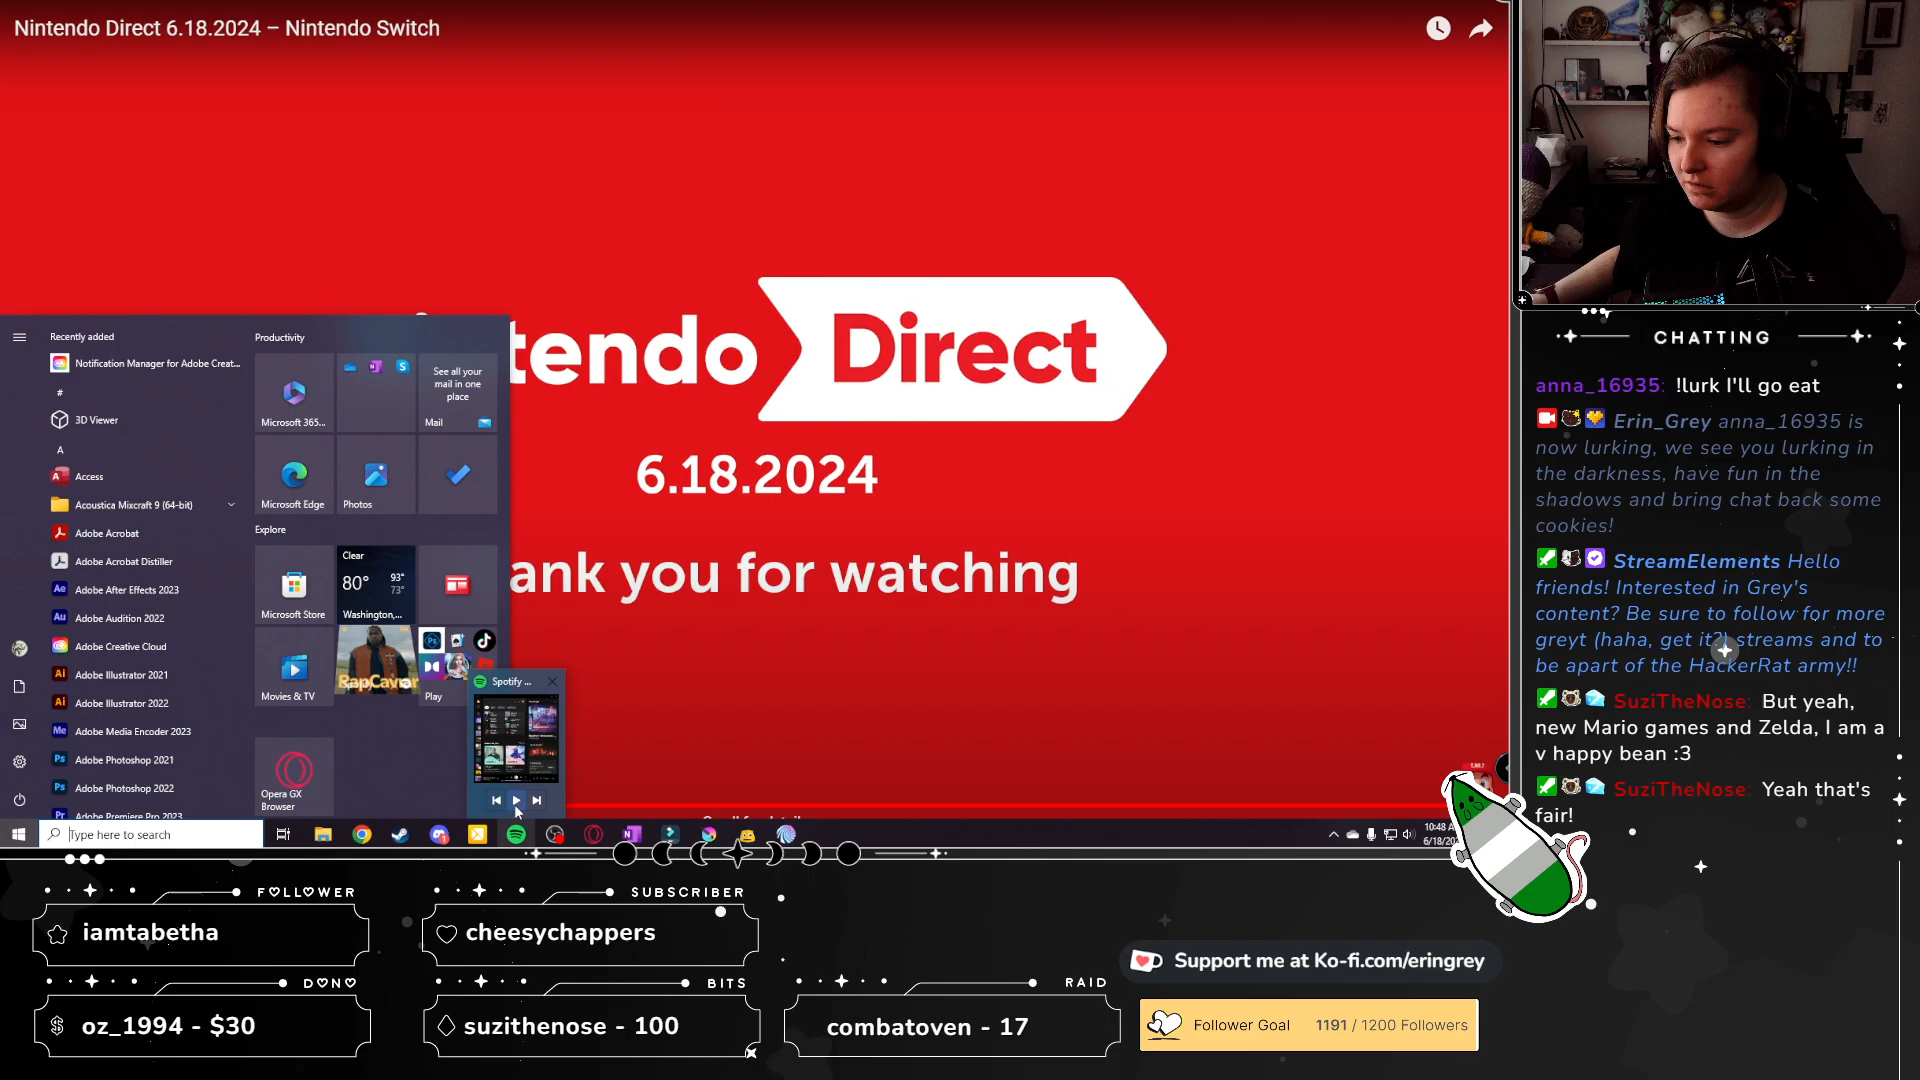 Nintendo Direct 6.18.2024 – Nintendo Switch
tendo Direct
6.18.2024
ank you for watching
Recently added
Notification Manager for Adobe Creat...
#
3D Viewer
A
Access
Acoustica Mixcraft 9 (64-bit)
Adobe Acrobat
Adobe Acrobat Distiller
Adobe After Effects 2023
Adobe Audition 2022
Adobe Creative Cloud
Adobe Illustrator 2021
Adobe Illustrator 2022
Adobe Media Encoder 2023
Adobe Photoshop 2021
Adobe Photoshop 2022
Adobe Premiere Pro 2023
Productivity
Microsoft 365...
See all your
mail in one
place
Mail
Microsoft Edge
Photos
Explore
Microsoft Store
Clear
80° 93°
73°
Washington,...
Movies & TV
RapCaviar
Play
Opera GX
Browser
Spotify ...
Type here to search
10:48 A
6/18/20
CHATTING
anna_16935: !lurk I'll go eat
Erin_Grey anna_16935 is
now lurking, we see you lurking in
the darkness, have fun in the
shadows and bring chat back some
cookies!
StreamElements Hello
friends! Interested in Grey's
content? Be sure to follow for more
greyt (haha, get it?) streams and to
be apart of the HackerRat army!!
SuziTheNose: But yeah,
new Mario games and Zelda, I am a
v happy bean :3
SuziTheNose: Yeah that's
fair!
FOLLOWER
iamtabetha
SUBSCRIBER
cheesychappers
DONO
oz_1994 - $30
BITS
suzithenose - 100
RAID
combatoven - 17
Support me at Ko-fi.com/eringrey
Follower Goal 1191 / 1200 Followers